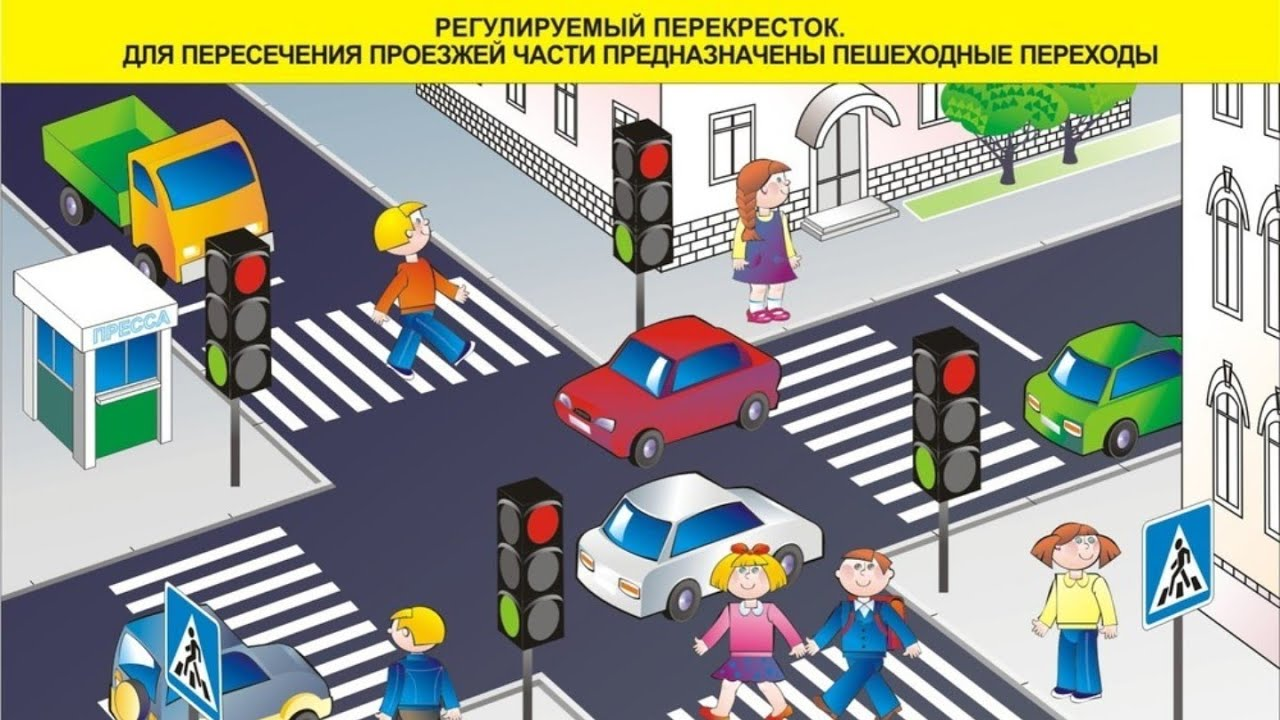 РЕГУЛИРУЕМЫЙ ПЕРЕКРЕСТОК.
ДЛЯ ПЕРЕСЕЧЕНИЯ ПРОЕЗЖЕЙ ЧАСТИ ПРЕДНАЗНАЧЕНЫ ПЕШЕХОДНЫЕ ПЕРЕХОДЫ
ПРЕССА